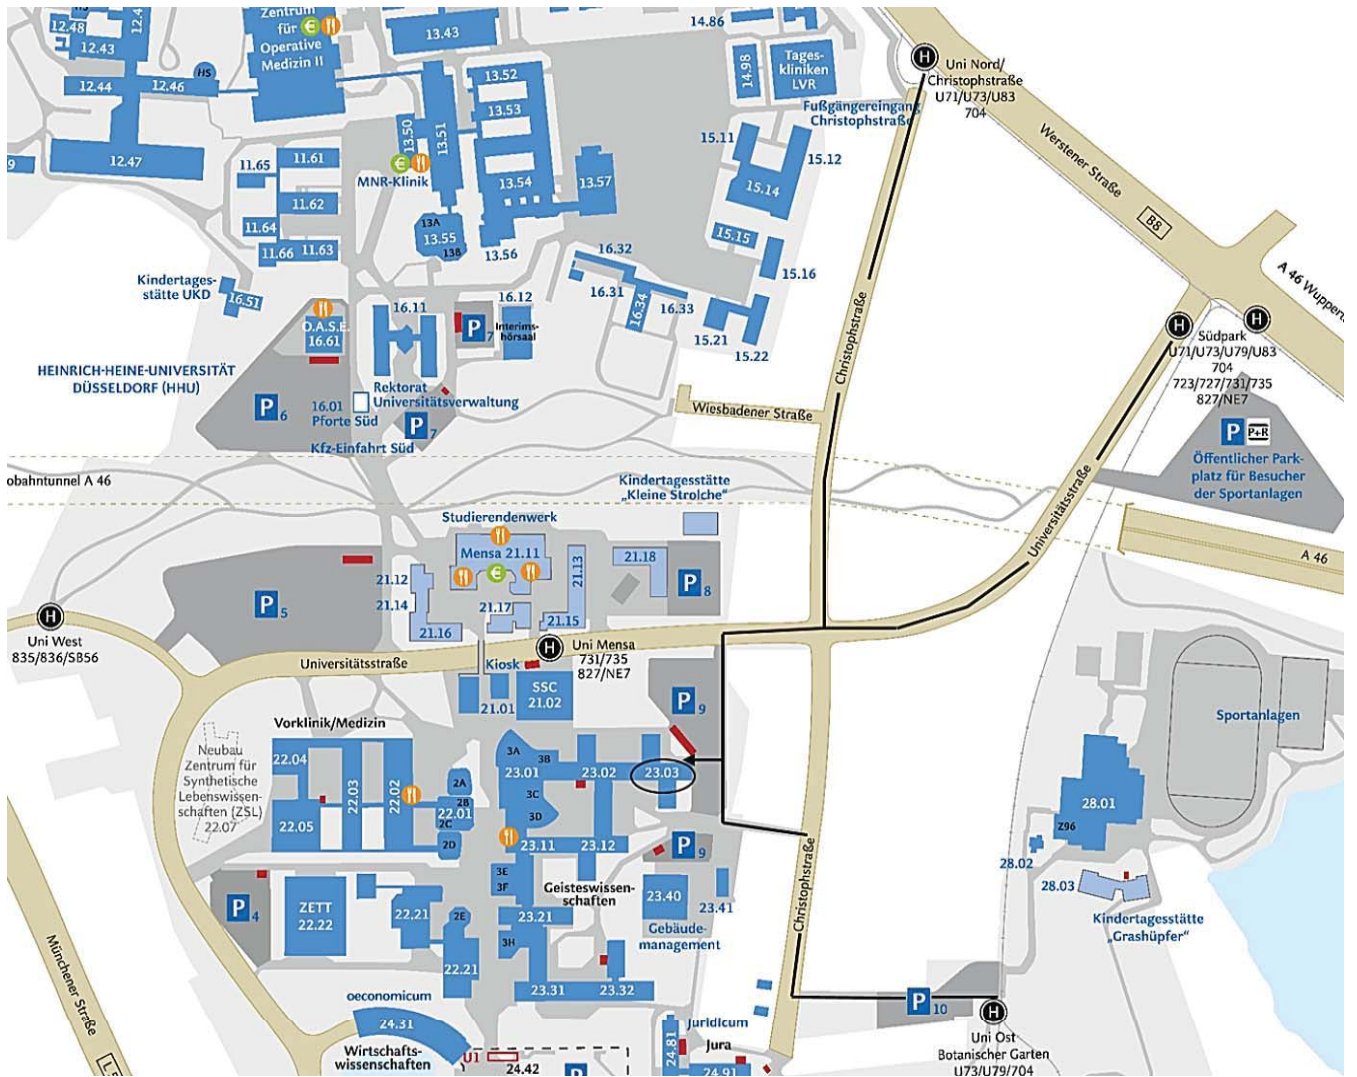 12.48
12.43
12.44
12.46
HS
12.47
Zentrum
für
Operative
Medizin II
€
13.43
14.86
14.98
Tages-
kliniken
LVR
13.52
13.53
13.50
13.51
€
MNR-Klinik
13.54
13.57
13A
13.55
13B
13.56
11.65
11.61
11.62
11.64
11.66
11.63
Fußgängereingang
Christophstraße
H
Uni Nord/
Christophstraße
U71/U73/U83
704
Werstener Straße
B8
A 46 Wuppert
15.11
15.12
15.14
15.15
15.16
16.32
16.31
16.34
16.33
15.21
15.22
Kindertages-
stätte UKD
16.51
O.A.S.E.
16.61
16.11
16.12
P 7
Interims-
hörsaal
HEINRICH-HEINE-UNIVERSITÄT
DÜSSELDORF (HHU)
P 6
16.01
Pforte Süd
Rektorat
Universitätsverwaltung
P 7
Kfz-Einfahrt Süd
Wiesbadener Straße
Christophstraße
H
H
Südpark
U71/U73/U79/U83
704
723/727/731/735
827/NE7
P P+R
Öffentlicher Park-
platz für Besucher
der Sportanlagen
obahntunnel A 46
Kindertagesstätte
„Kleine Strolche“
Universitätsstraße
A 46
Studierendenwerk
Mensa 21.11
€
21.12
21.14
21.16
21.17
21.13
21.15
21.18
P 8
P 5
H
Uni West
835/836/SB56
Universitätsstraße
H
Uni Mensa
731/735
827/NE7
Kiosk
21.01
SSC
21.02
P 9
Sportanlagen
Vorklinik/Medizin
Neubau
Zentrum für
Synthetische
Lebenswissen-
schaften (ZSL)
22.07
22.04
22.03
22.02
22.05
2A
2B
22.01
2C
2D
3A
3B
23.01
23.02
23.03
3C
3D
23.11
23.12
P 9
28.01
Z96
28.02
28.03
Kindertagesstätte
„Grashüpfer“
3E
3F
Geisteswissen-
schaften
23.40
23.41
Gebäude-
management
Christophstraße
P 4
ZETT
22.22
22.21
2E
22.21
23.21
3H
23.31
23.32
Münchener Straße
oeconomicum
24.31
Wirtschafts-
wissenschaften
U1
24.42
P
24.81
Juridicum
Jura
24.91
P 10
H
Uni Ost
Botanischer Garten
U73/U79/704